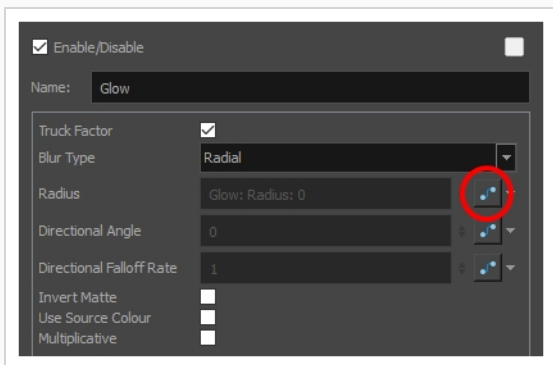 Enable/Disable
Name: Glow
Truck Factor
Blur Type Radial
Radius Glow: Radius: 0
Directional Angle 0
Directional Falloff Rate 1
Invert Matte
Use Source Colour
Multiplicative